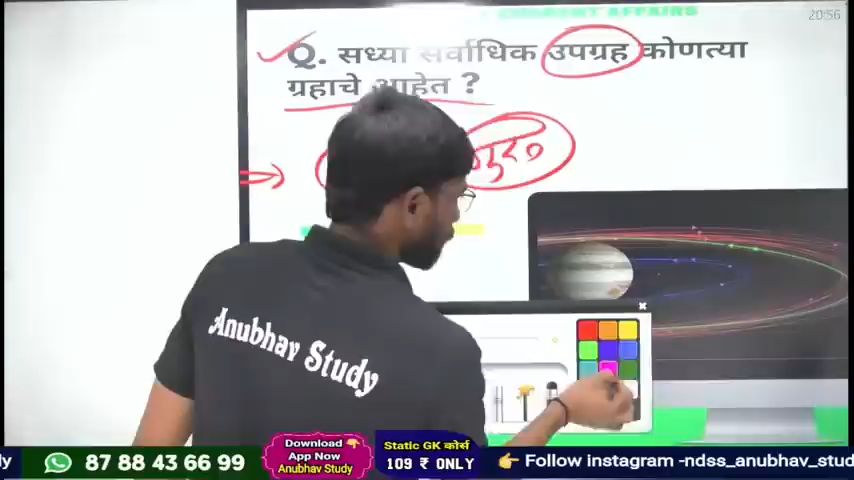 CURRENT AFFAIRS
20:56
Q. सध्या सर्वाधिक उपग्रह कोणत्या
ग्रहाचे आहेत ?
Anubhav Study
87 88 43 66 99
Download
App Now
Anubhav Study
Static GK कोर्स
109 ₹ ONLY
Follow instagram -ndss_anubhav_stud